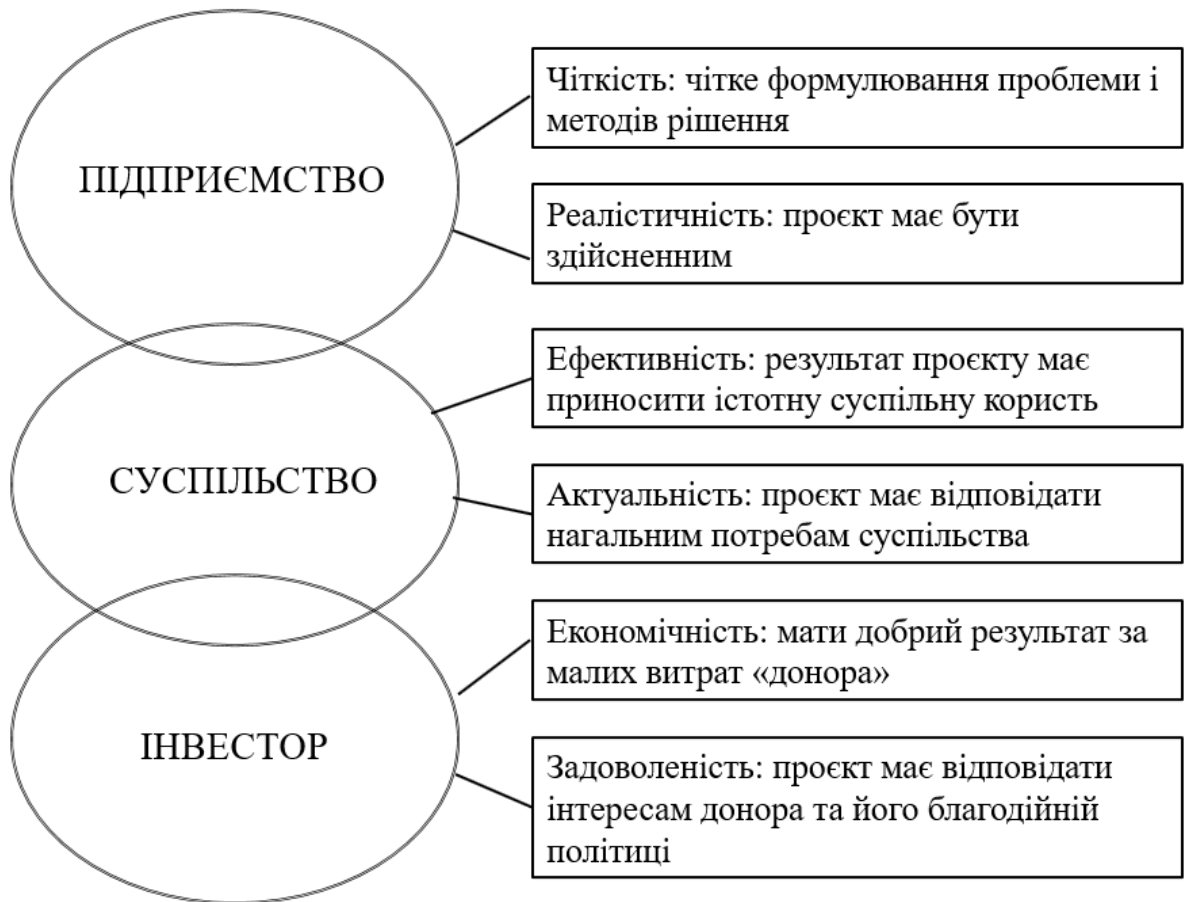 ПІДПРИЄМСТВО
Чіткість: чітке формулювання проблеми і
методів рішення
Реалістичність: проєкт має бути
здійсненним
СУСПІЛЬСТВО
Ефективність: результат проєкту має
приносити істотну суспільну користь
Актуальність: проєкт має відповідати
нагальним потребам суспільства
ІНВЕСТОР
Економічність: мати добрий результат за
малих витрат «донора»
Задоволеність: проєкт має відповідати
інтересам донора та його благодійній
політиці